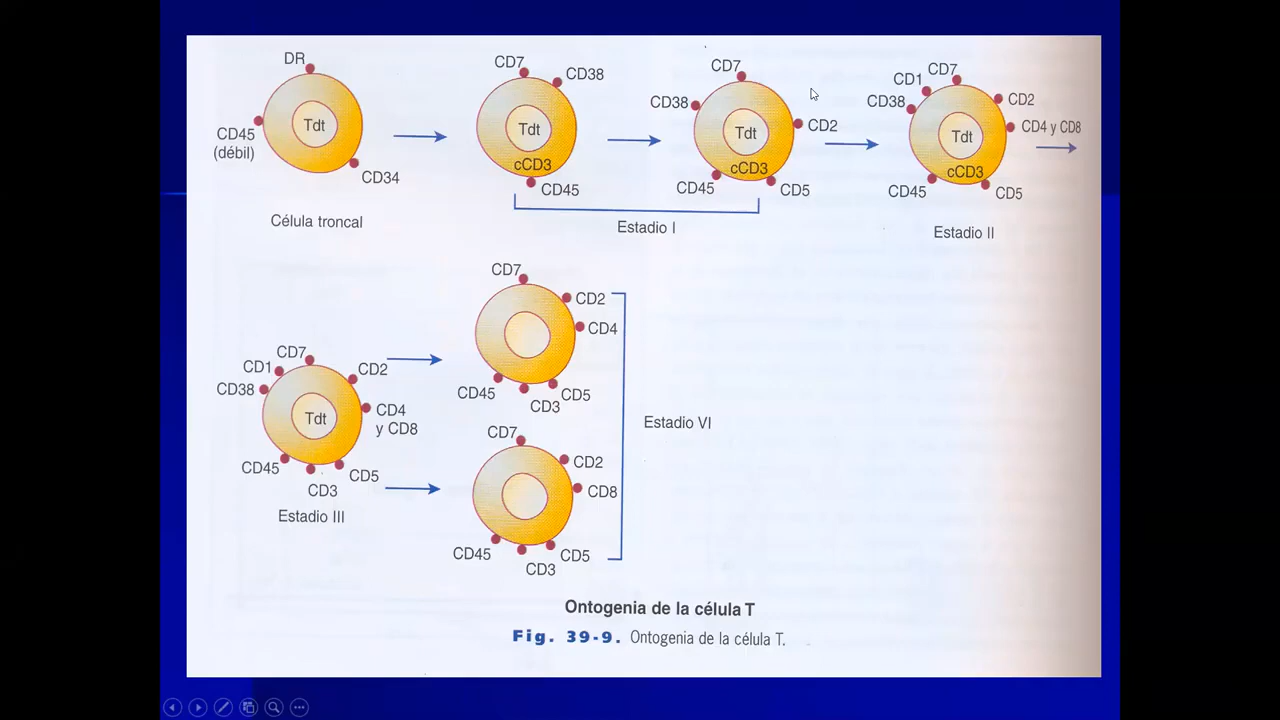 DR
Tdt
CD45
(débil)
CD34
Célula troncal
CD7
CD38
Tdt
cCD3
CD45
CD7
CD38
Tdt
CD2
cCD3
CD45
CD5
Estadio I
CD7
CD1
CD38
CD2
Tdt
CD4 y CD8
cCD3
CD45
CD5
Estadio II
CD7
CD1
CD2
CD38
Tdt
CD4
y CD8
CD45
CD5
CD3
Estadio III
CD7
CD2
CD4
CD45
CD5
CD3
CD7
CD2
CD8
CD45
CD5
CD3
Estadio VI
Ontogenia de la célula T
Fig. 39-9. Ontogenia de la célula T.